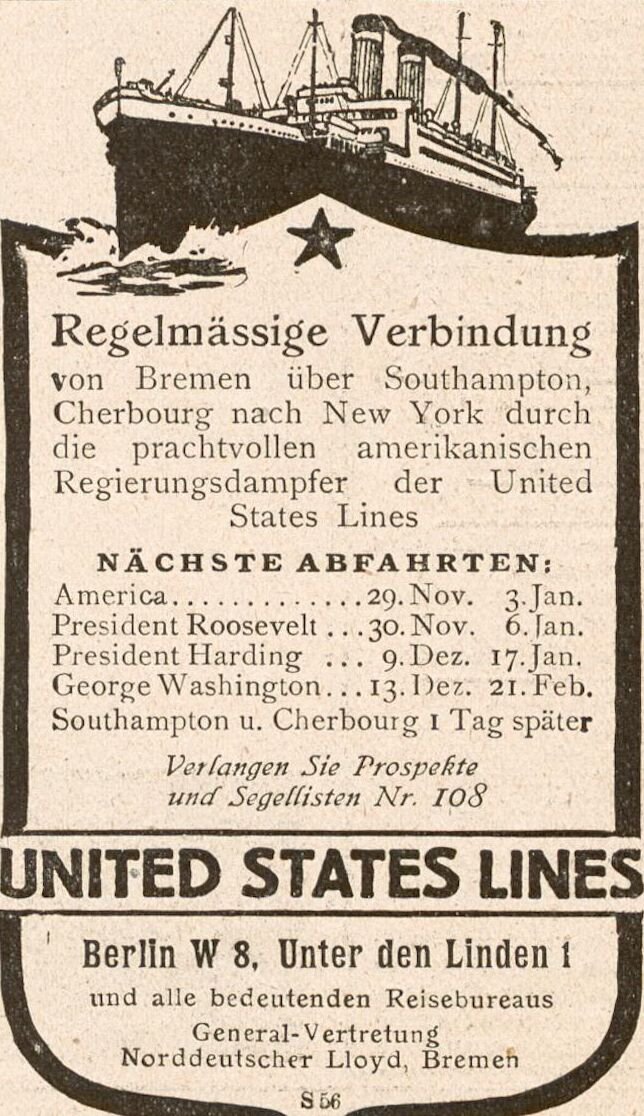 Regelmässige Verbindung
von Bremen über Southampton,
Cherbourg nach New York durch
die prachtvollen amerikanischen
Regierungsdampfer der United
States Lines
NÄCHSTE ABFAHRTEN:
America..............29. Nov. 3. Jan.
President Roosevelt ...30. Nov. 6. Jan.
President Harding ... 9. Dez. 17. Jan.
George Washington...13. Dez. 21. Feb.
Southampton u. Cherbourg 1 Tag später
Verlangen Sie Prospekte
und Segellisten Nr. 108
UNITED STATES LINES
Berlin W 8, Unter den Linden 1
und alle bedeutenden Reisebureaus
General-Vertretung
Norddeutscher Lloyd, Bremen
S 56